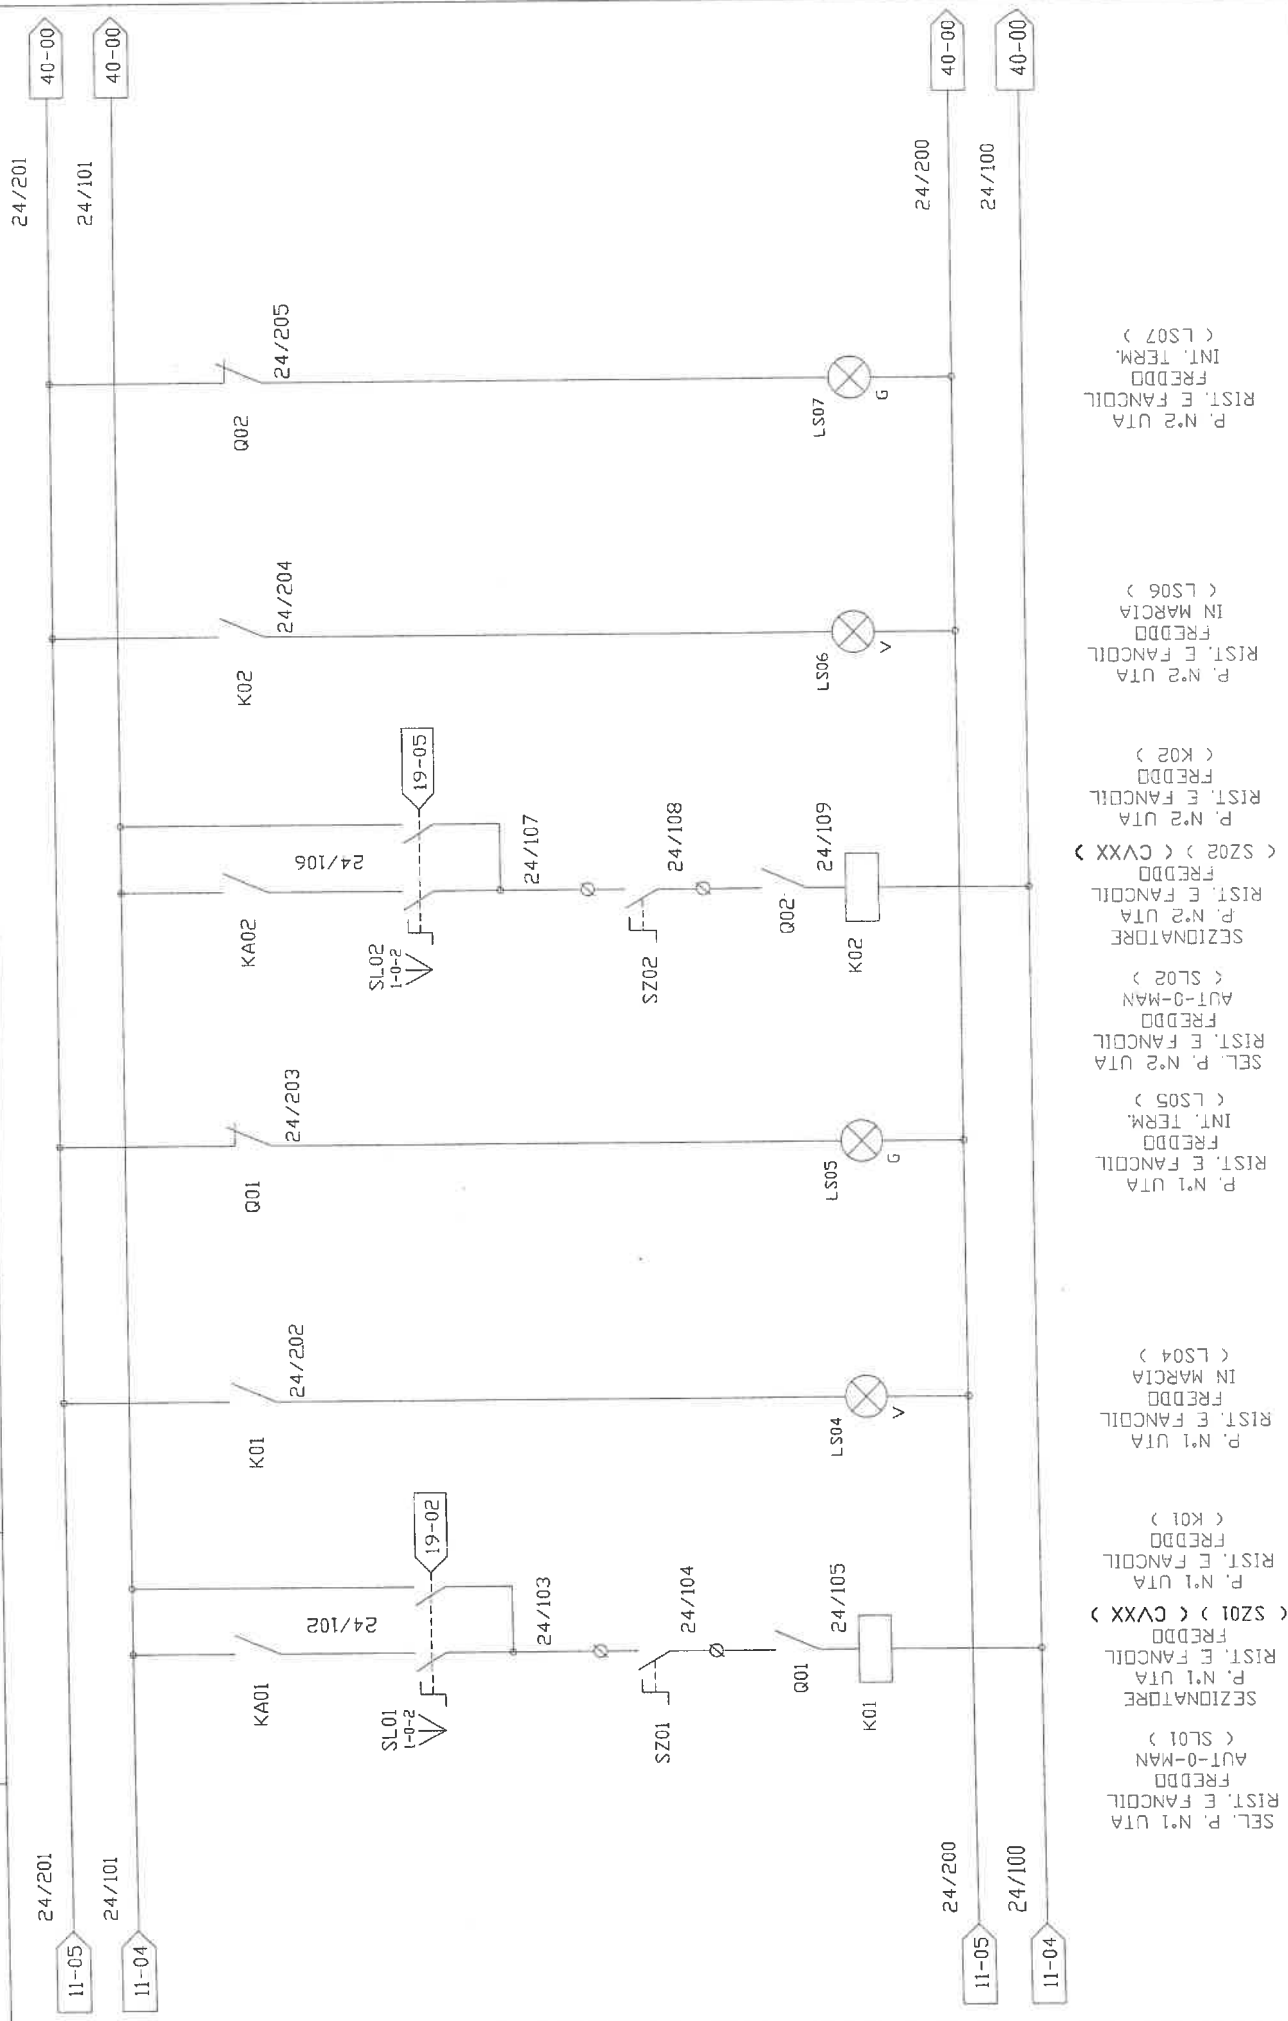 11-05
24/201
24/201
40-00
11-04
24/101
24/101
40-00
KA01
K01
Q01
KA02
K02
Q02
24/102
24/202
24/203
24/106
24/204
24/205
SL01
1-0-2
19-02
SL02
1-0-2
19-05
24/103
24/107
SZ01
24/104
SZ02
24/108
Q01
24/105
Q02
24/109
K01
LS04
V
LS05
G
K02
LS06
V
LS07
G
11-05
24/200
24/200
40-00
11-04
24/100
24/100
40-00
SEL. P. N°1 UTA
RIST. E FANCOIL
FREDDO
AUT-0-MAN
( SL01 )
SEZIONATORE
P. N°1 UTA
RIST. E FANCOIL
FREDDO
( SZ01 ) ( CVXX )
P. N°1 UTA
RIST. E FANCOIL
FREDDO
( K01 )
P. N°1 UTA
RIST. E FANCOIL
FREDDO
IN MARCIA
( LS04 )
P. N°1 UTA
RIST. E FANCOIL
FREDDO
INT. TERM.
( LS05 )
SEL. P. N°2 UTA
RIST. E FANCOIL
FREDDO
AUT-0-MAN
( SL02 )
SEZIONATORE
P. N°2 UTA
RIST. E FANCOIL
FREDDO
( SZ02 ) ( CVXX )
P. N°2 UTA
RIST. E FANCOIL
FREDDO
( K02 )
P. N°2 UTA
RIST. E FANCOIL
FREDDO
IN MARCIA
( LS06 )
P. N°2 UTA
RIST. E FANCOIL
FREDDO
INT. TERM.
( LS07 )